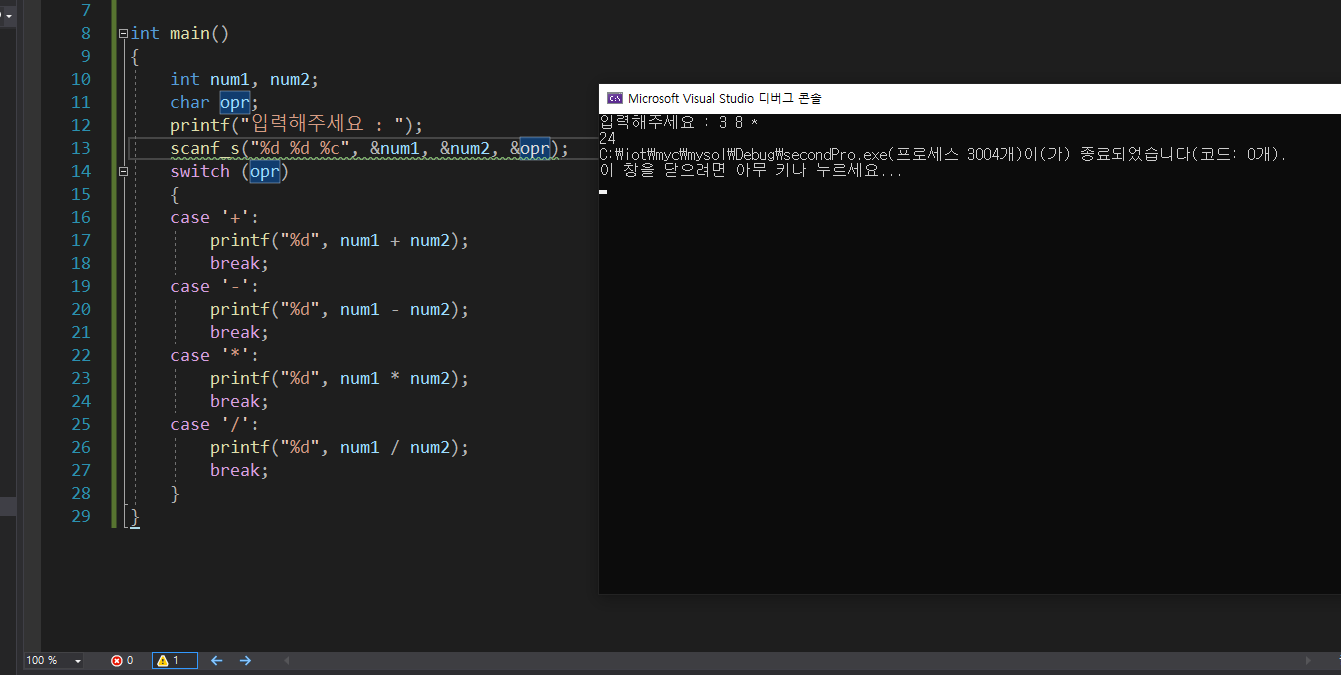 7
8 int main()
9 {
10 int num1, num2;
11 char opr;
12 printf("입력해주세요 : ");
13 scanf_s("%d %d %c", &num1, &num2, &opr);
14 switch (opr)
15 {
16 case '+':
17 printf("%d", num1 + num2);
18 break;
19 case '-':
20 printf("%d", num1 - num2);
21 break;
22 case '*':
23 printf("%d", num1 * num2);
24 break;
25 case '/':
26 printf("%d", num1 / num2);
27 break;
28 }
29 }
Microsoft Visual Studio 디버그 콘솔
입력해주세요 : 3 8 *
24
C:₩iot₩myc₩mysol₩Debug₩secondPro.exe(프로세스 3004개)이(가) 종료되었습니다(코드: 0개).
이 창을 닫으려면 아무 키나 누르세요...
100 % 0 1